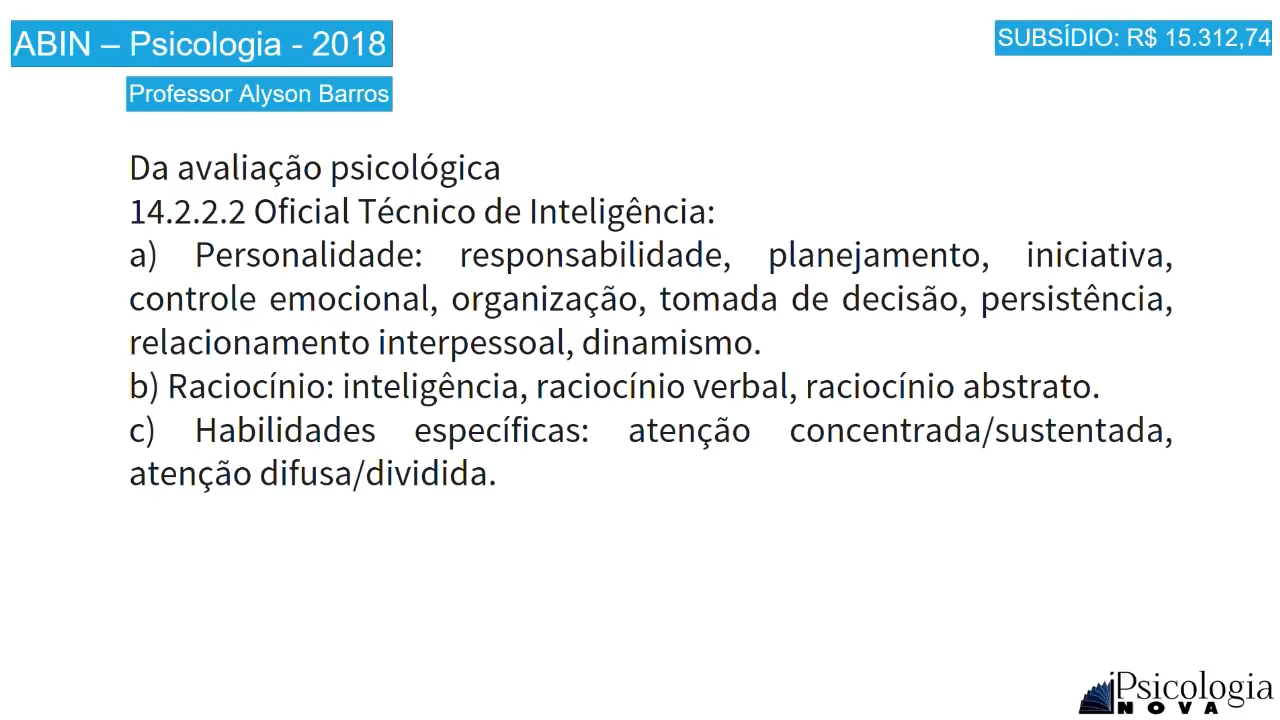 ABIN – Psicologia - 2018
SUBSÍDIO: R$ 15.312,74
Professor Alyson Barros
Da avaliação psicológica
14.2.2.2 Oficial Técnico de Inteligência:
a) Personalidade: responsabilidade, planejamento, iniciativa,
controle emocional, organização, tomada de decisão, persistência,
relacionamento interpessoal, dinamismo.
b) Raciocínio: inteligência, raciocínio verbal, raciocínio abstrato.
c) Habilidades específicas: atenção concentrada/sustentada,
atenção difusa/dividida.
Psicologia
NOVA